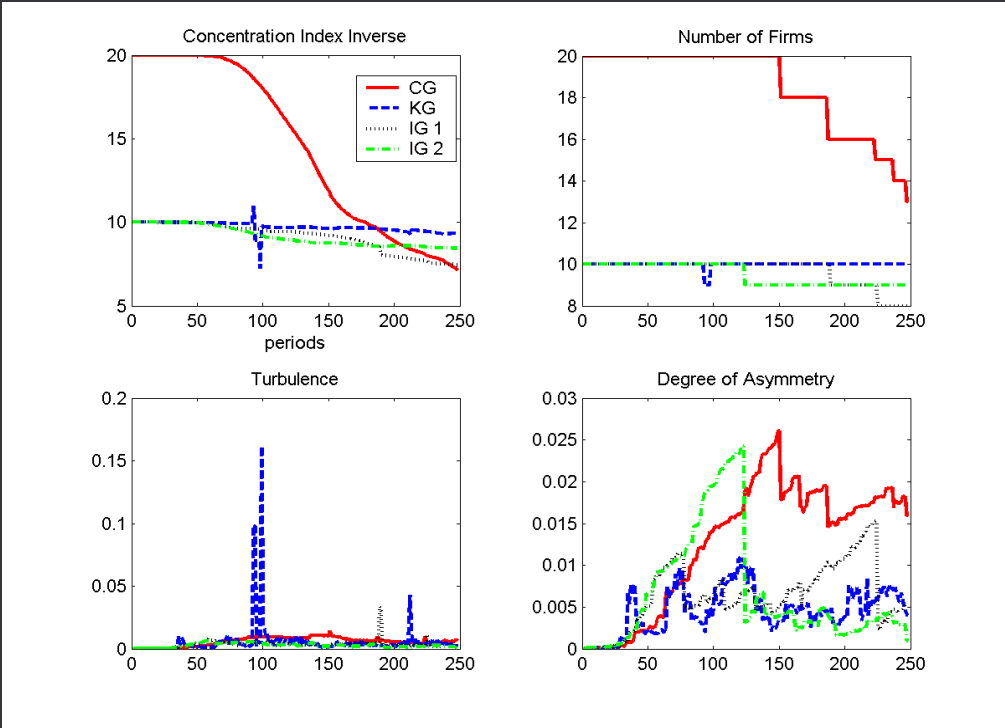 Concentration Index Inverse
20
15
10
5
0 50 100 150 200 250
periods
CG
KG
IG 1
IG 2
Number of Firms
20
18
16
14
12
10
8
0 50 100 150 200 250
Turbulence
0.2
0.15
0.1
0.05
0
0 50 100 150 200 250
Degree of Asymmetry
0.03
0.025
0.02
0.015
0.01
0.005
0
0 50 100 150 200 250